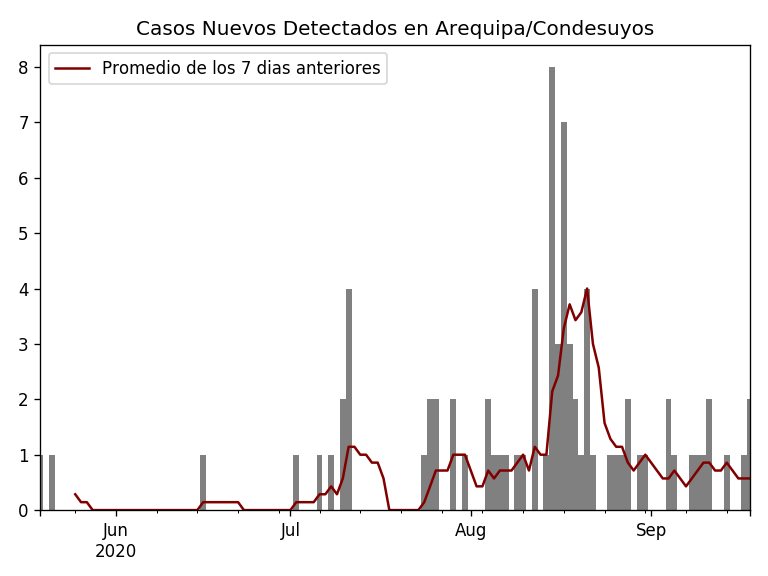 Casos Nuevos Detectados en Arequipa/Condesuyos
Promedio de los 7 dias anteriores
8
7
6
5
4
3
2
1
0
Jun
2020
Jul
Aug
Sep